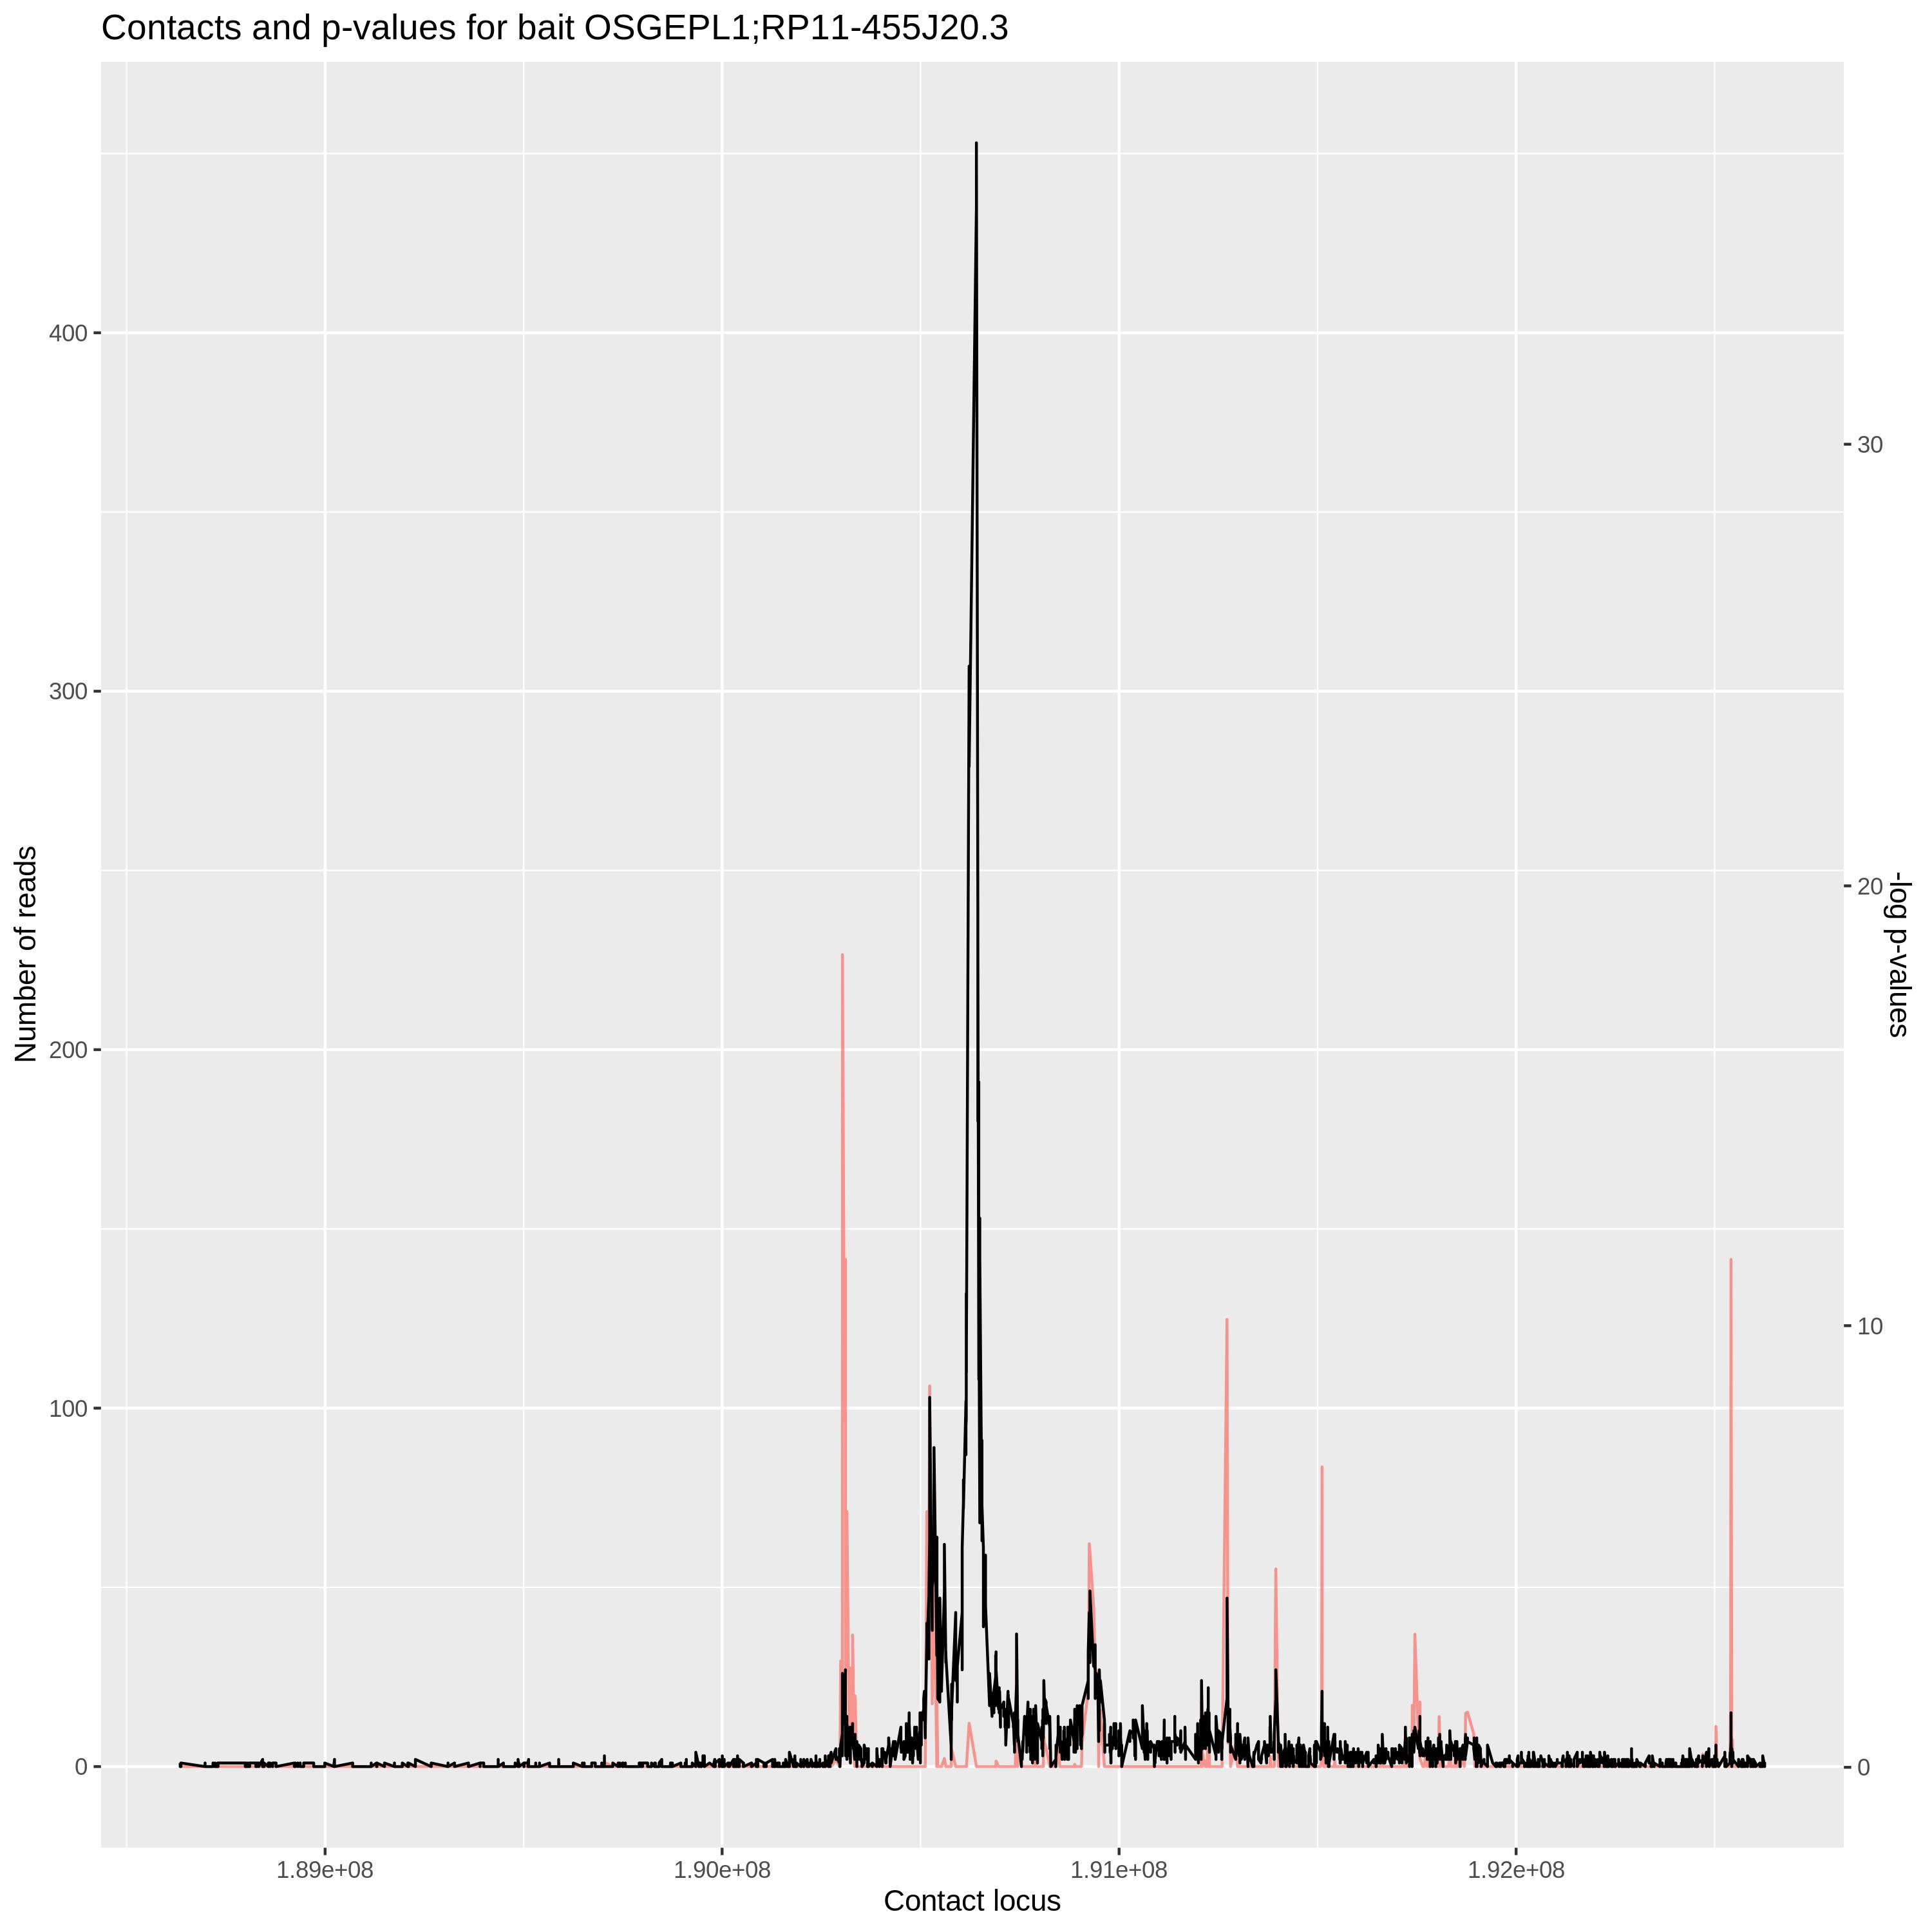 Contacts and p-values for bait OSGEPL1;RP11-455J20.3
400
300
200
100
0
Number of reads
30
20
10
0
-log p-values
1.89e+08
1.90e+08
1.91e+08
1.92e+08
Contact locus